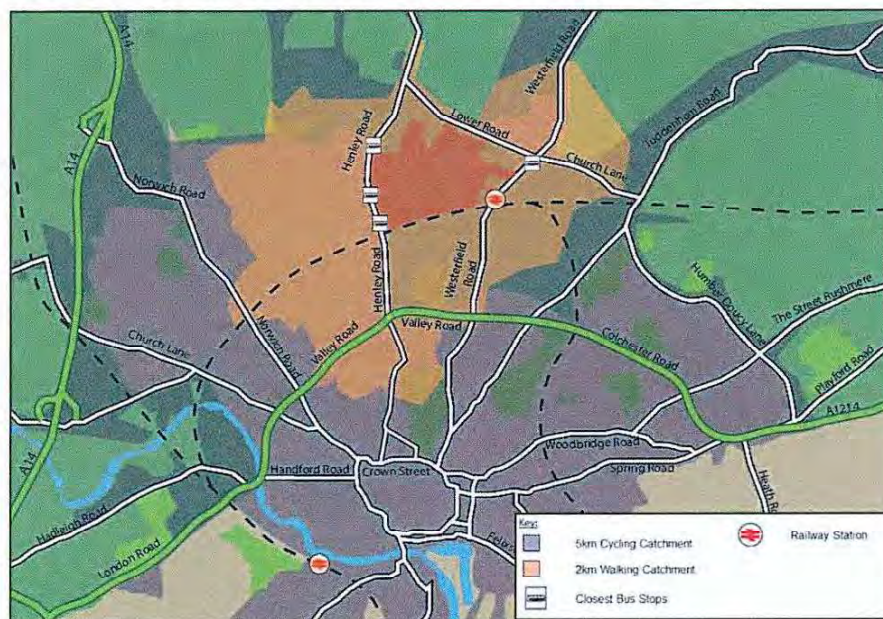 A14
A14
Westerfield Road
Lower Road
Henley Road
Tuddenham Road
Church Lane
Norwich Road
Henley Road
Westerfield
Road
Humber Doucy Lane
The Street Rushmere
Valley Road
Valley Road
Colchester Road
Church Lane
Norwich Road
Playford Road
A1214
A14
Woodbridge Road
Handford Road
Crown Street
Spring Road
Hadleigh Road
London Road
Heath
Key:
5km Cycling Catchment
Railway Station
2km Walking Catchment
Closest Bus Stops